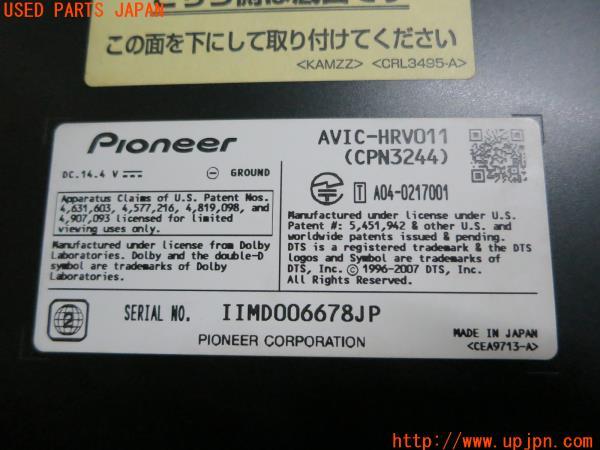 USED PARTS JAPAN
この面を下にして取り付けてください
<KAMZZ> <CRL3495-A>
Pioneer
AVIC-HRV011
(CPN3244)
DC.14.4 V
GROUND
T A04-0217001
Apparatus Claims of U.S. Patent Nos.
4,631,603, 4,577,216, 4,819,098, and
4,907,093 licensed for limited
viewing uses only.
Manufactured under license from Dolby
Laboratories. Dolby and the double-D
symbol are trademarks of Dolby
Laboratories.
Manufactured under license under U.S.
Patent #: 5,451,942 & other U.S. and
worldwide patents issued & pending.
DTS is a registered trademark & the DTS
logos and Symbol are trademarks of
DTS, Inc. © 1996-2007 DTS, Inc.
All Rights Reserved.
2
SERIAL NO. IIMD006678JP
PIONEER CORPORATION
MADE IN JAPAN
<CEA9713-A>
http://www.upjpn.com/